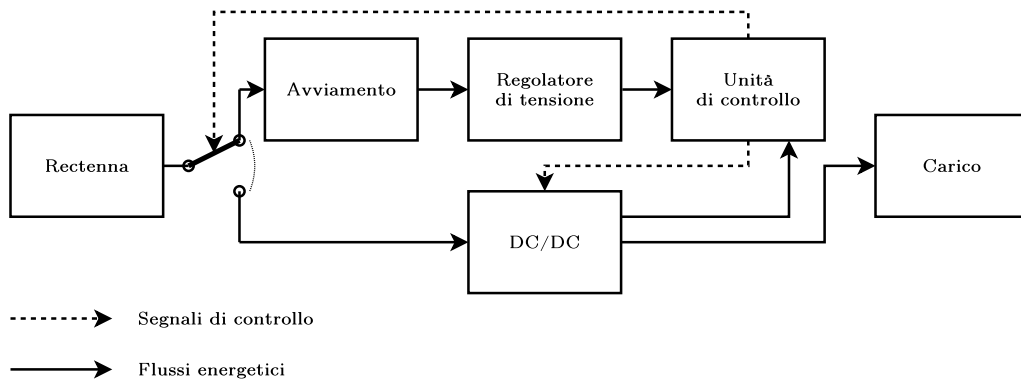 Avviamento
Regolatore
di tensione
Unità
di controllo
Rectenna
Carico
DC/DC
Segnali di controllo
Flussi energetici